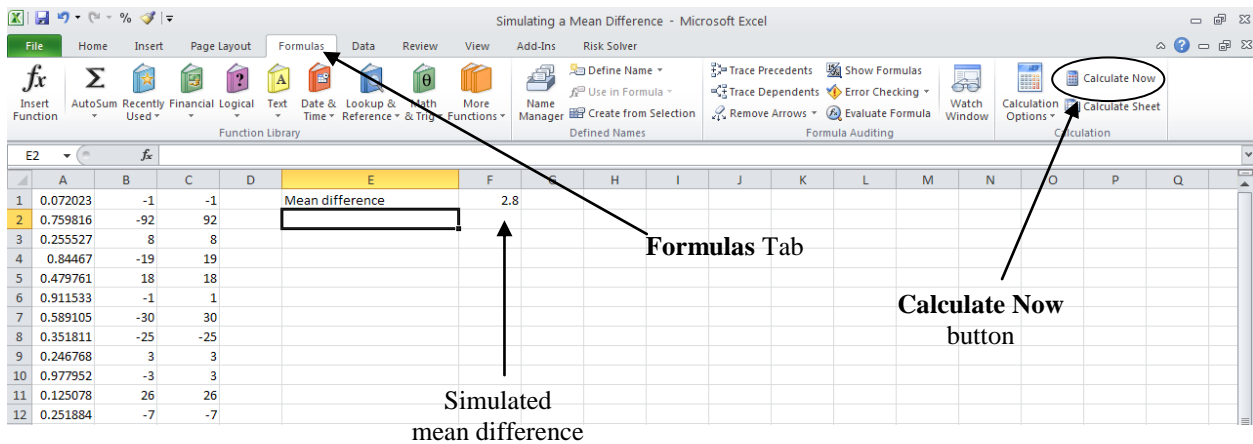 Simulating a Mean Difference - Microsoft Excel
File Home Insert Page Layout Formulas Data Review View Add-Ins Risk Solver
Insert Function
AutoSum
Recently Used
Financial
Logical
Text
Date & Time
Lookup & Reference
Math & Trig
More Functions
Function Library
Name Manager
Define Name
Use in Formula
Create from Selection
Defined Names
Trace Precedents
Trace Dependents
Remove Arrows
Show Formulas
Error Checking
Evaluate Formula
Watch Window
Formula Auditing
Calculation Options
Calculate Now
Calculate Sheet
Calculation
E2 fx
A B C D E F G H I J K L M N O P Q
1 0.072023 -1 -1 Mean difference 2.8
2 0.759816 -92 92
3 0.255527 8 8
4 0.84467 -19 19
5 0.479761 18 18
6 0.911533 -1 1
7 0.589105 -30 30
8 0.351811 -25 -25
9 0.246768 3 3
10 0.977952 -3 3
11 0.125078 26 26
12 0.251884 -7 -7
Formulas Tab
Calculate Now
button
Simulated
mean difference